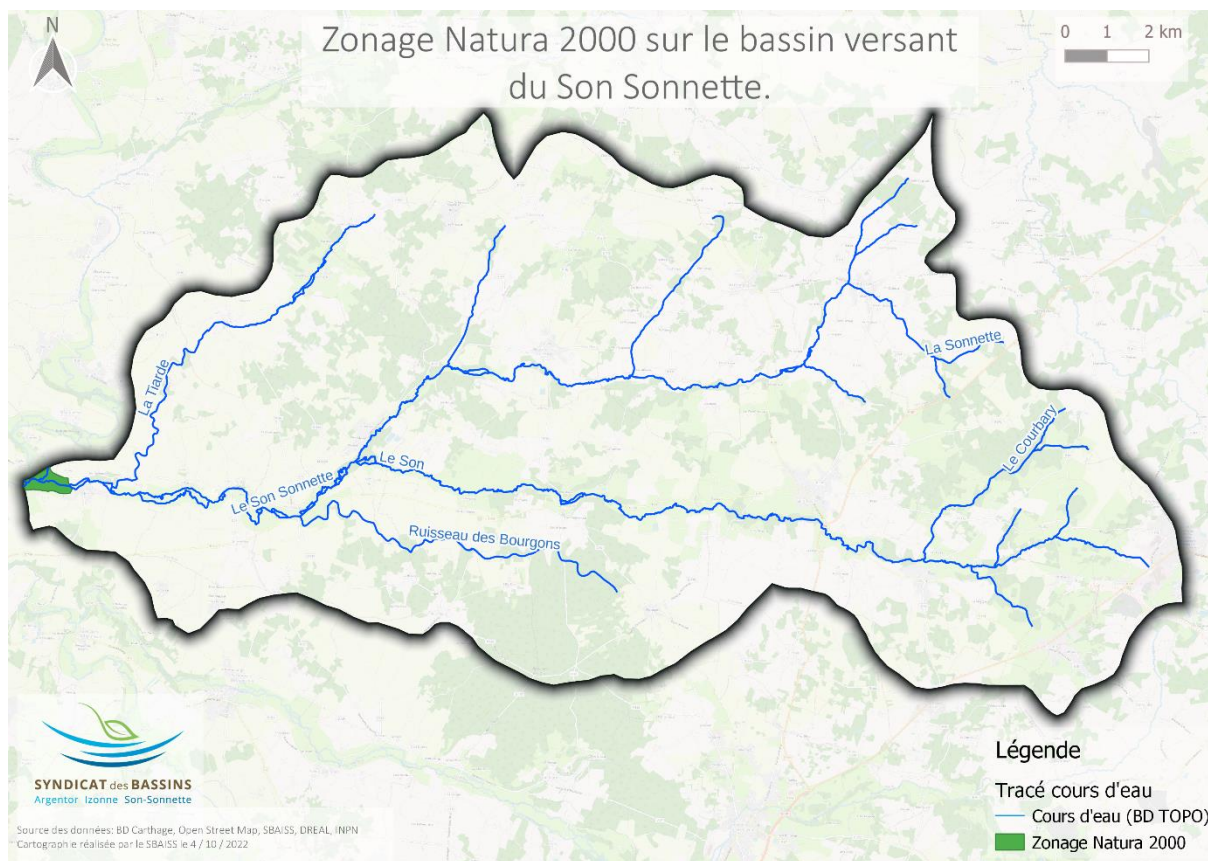 Zonage Natura 2000 sur le bassin versant
du Son Sonnette.
N
0 1 2 km
La Tiarde
La Sonnette
Le Courbary
Le Son
Le Son Sonnette
Ruisseau des Bourgons
Légende
Tracé cours d'eau
Cours d'eau (BD TOPO)
Zonage Natura 2000
SYNDICAT des BASSINS
Argentor Izonne Son-Sonnette
Source des données: BD Carthage, Open Street Map, SBAISS, DREAL, INPN
Cartographie réalisée par le SBAISS le 4 / 10 / 2022